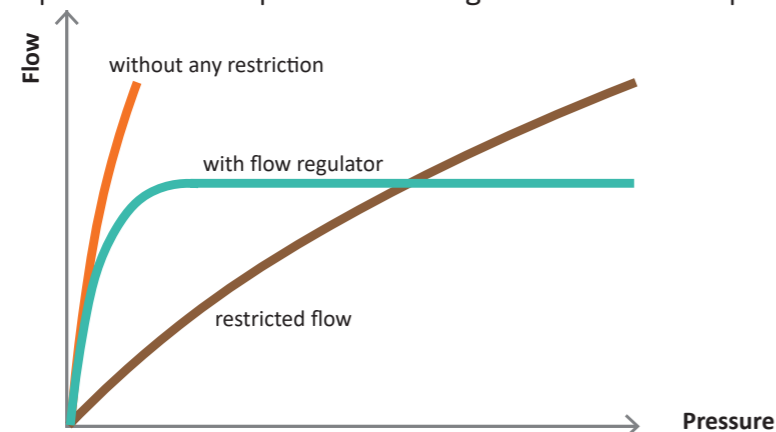 Flow
without any restriction
with flow regulator
restricted flow
Pressure